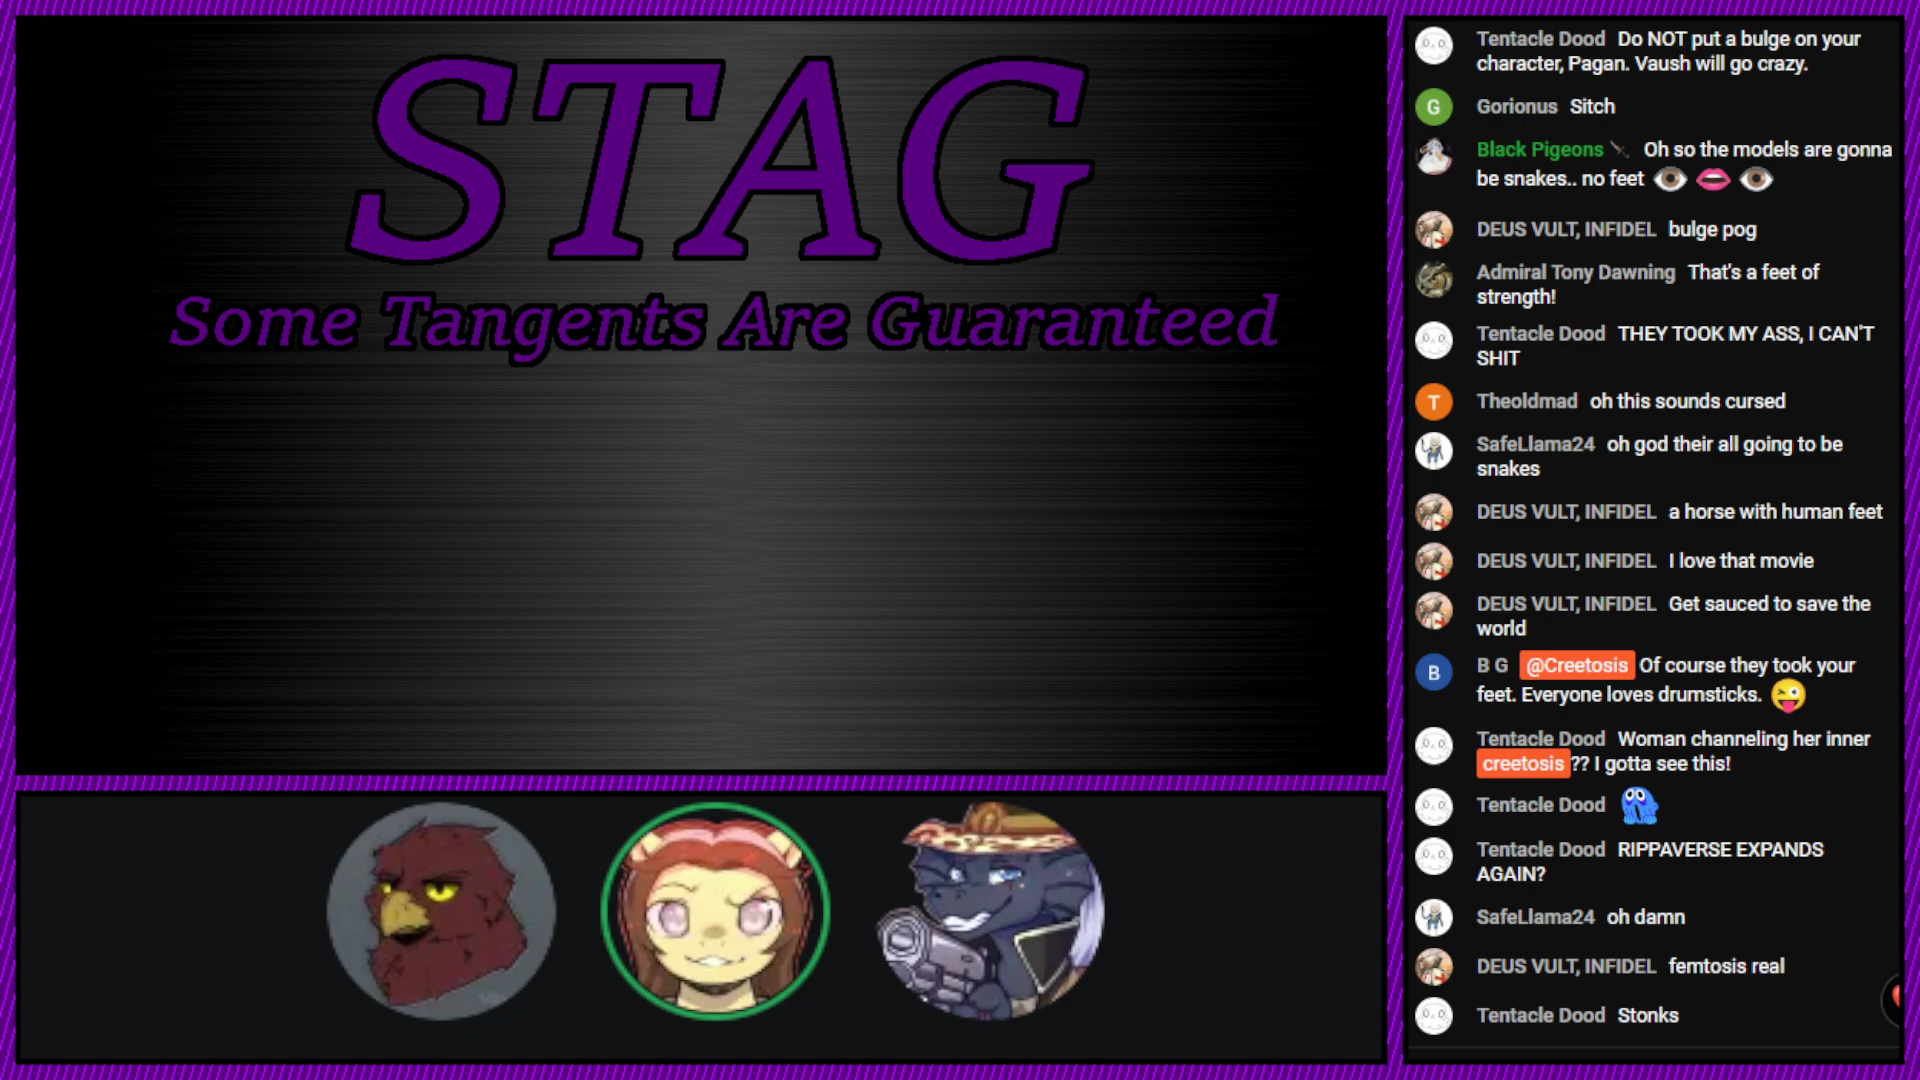 STAG
Some Tangents Are Guaranteed
Tentacle Dood Do NOT put a bulge on your
character, Pagan. Vaush will go crazy.
G Gorionus Sitch
Black Pigeons Oh so the models are gonna
be snakes.. no feet
DEUS VULT, INFIDEL bulge pog
Admiral Tony Dawning That's a feet of
strength!
Tentacle Dood THEY TOOK MY ASS, I CAN'T
SHIT
T Theoldmad oh this sounds cursed
SafeLlama24 oh god their all going to be
snakes
DEUS VULT, INFIDEL a horse with human feet
DEUS VULT, INFIDEL I love that movie
DEUS VULT, INFIDEL Get sauced to save the
world
B B G @Creetosis Of course they took your
feet. Everyone loves drumsticks.
Tentacle Dood Woman channeling her inner
creetosis ?? I gotta see this!
Tentacle Dood
Tentacle Dood RIPPAVERSE EXPANDS
AGAIN?
SafeLlama24 oh damn
DEUS VULT, INFIDEL femtosis real
Tentacle Dood Stonks